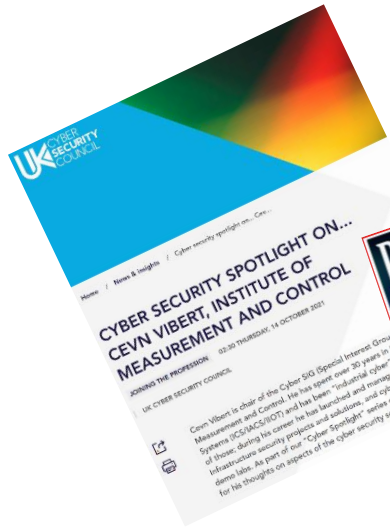 UK CYBER
SECURITY
COUNCIL
Home / News & insights / Cyber security spotlight on... Cev...
CYBER SECURITY SPOTLIGHT ON...
CEVN VIBERT, INSTITUTE OF
MEASUREMENT AND CONTROL
JOINING THE PROFESSION 02:30 THURSDAY, 14 OCTOBER 2021
UK CYBER SECURITY COUNCIL
Cevn Vibert is chair of the Cyber SIG (Special Interest Grou
Measurement and Control. He has spent over 30 years in
Systems (ICS/IACS/IIOT) and has been "industrial cyber"
of those; during his career he has launched and manag
Infrastructure security projects and solutions, and cyb
demo labs. As part of our "Cyber Spotlight" series
for his thoughts on aspects of the cyber security s